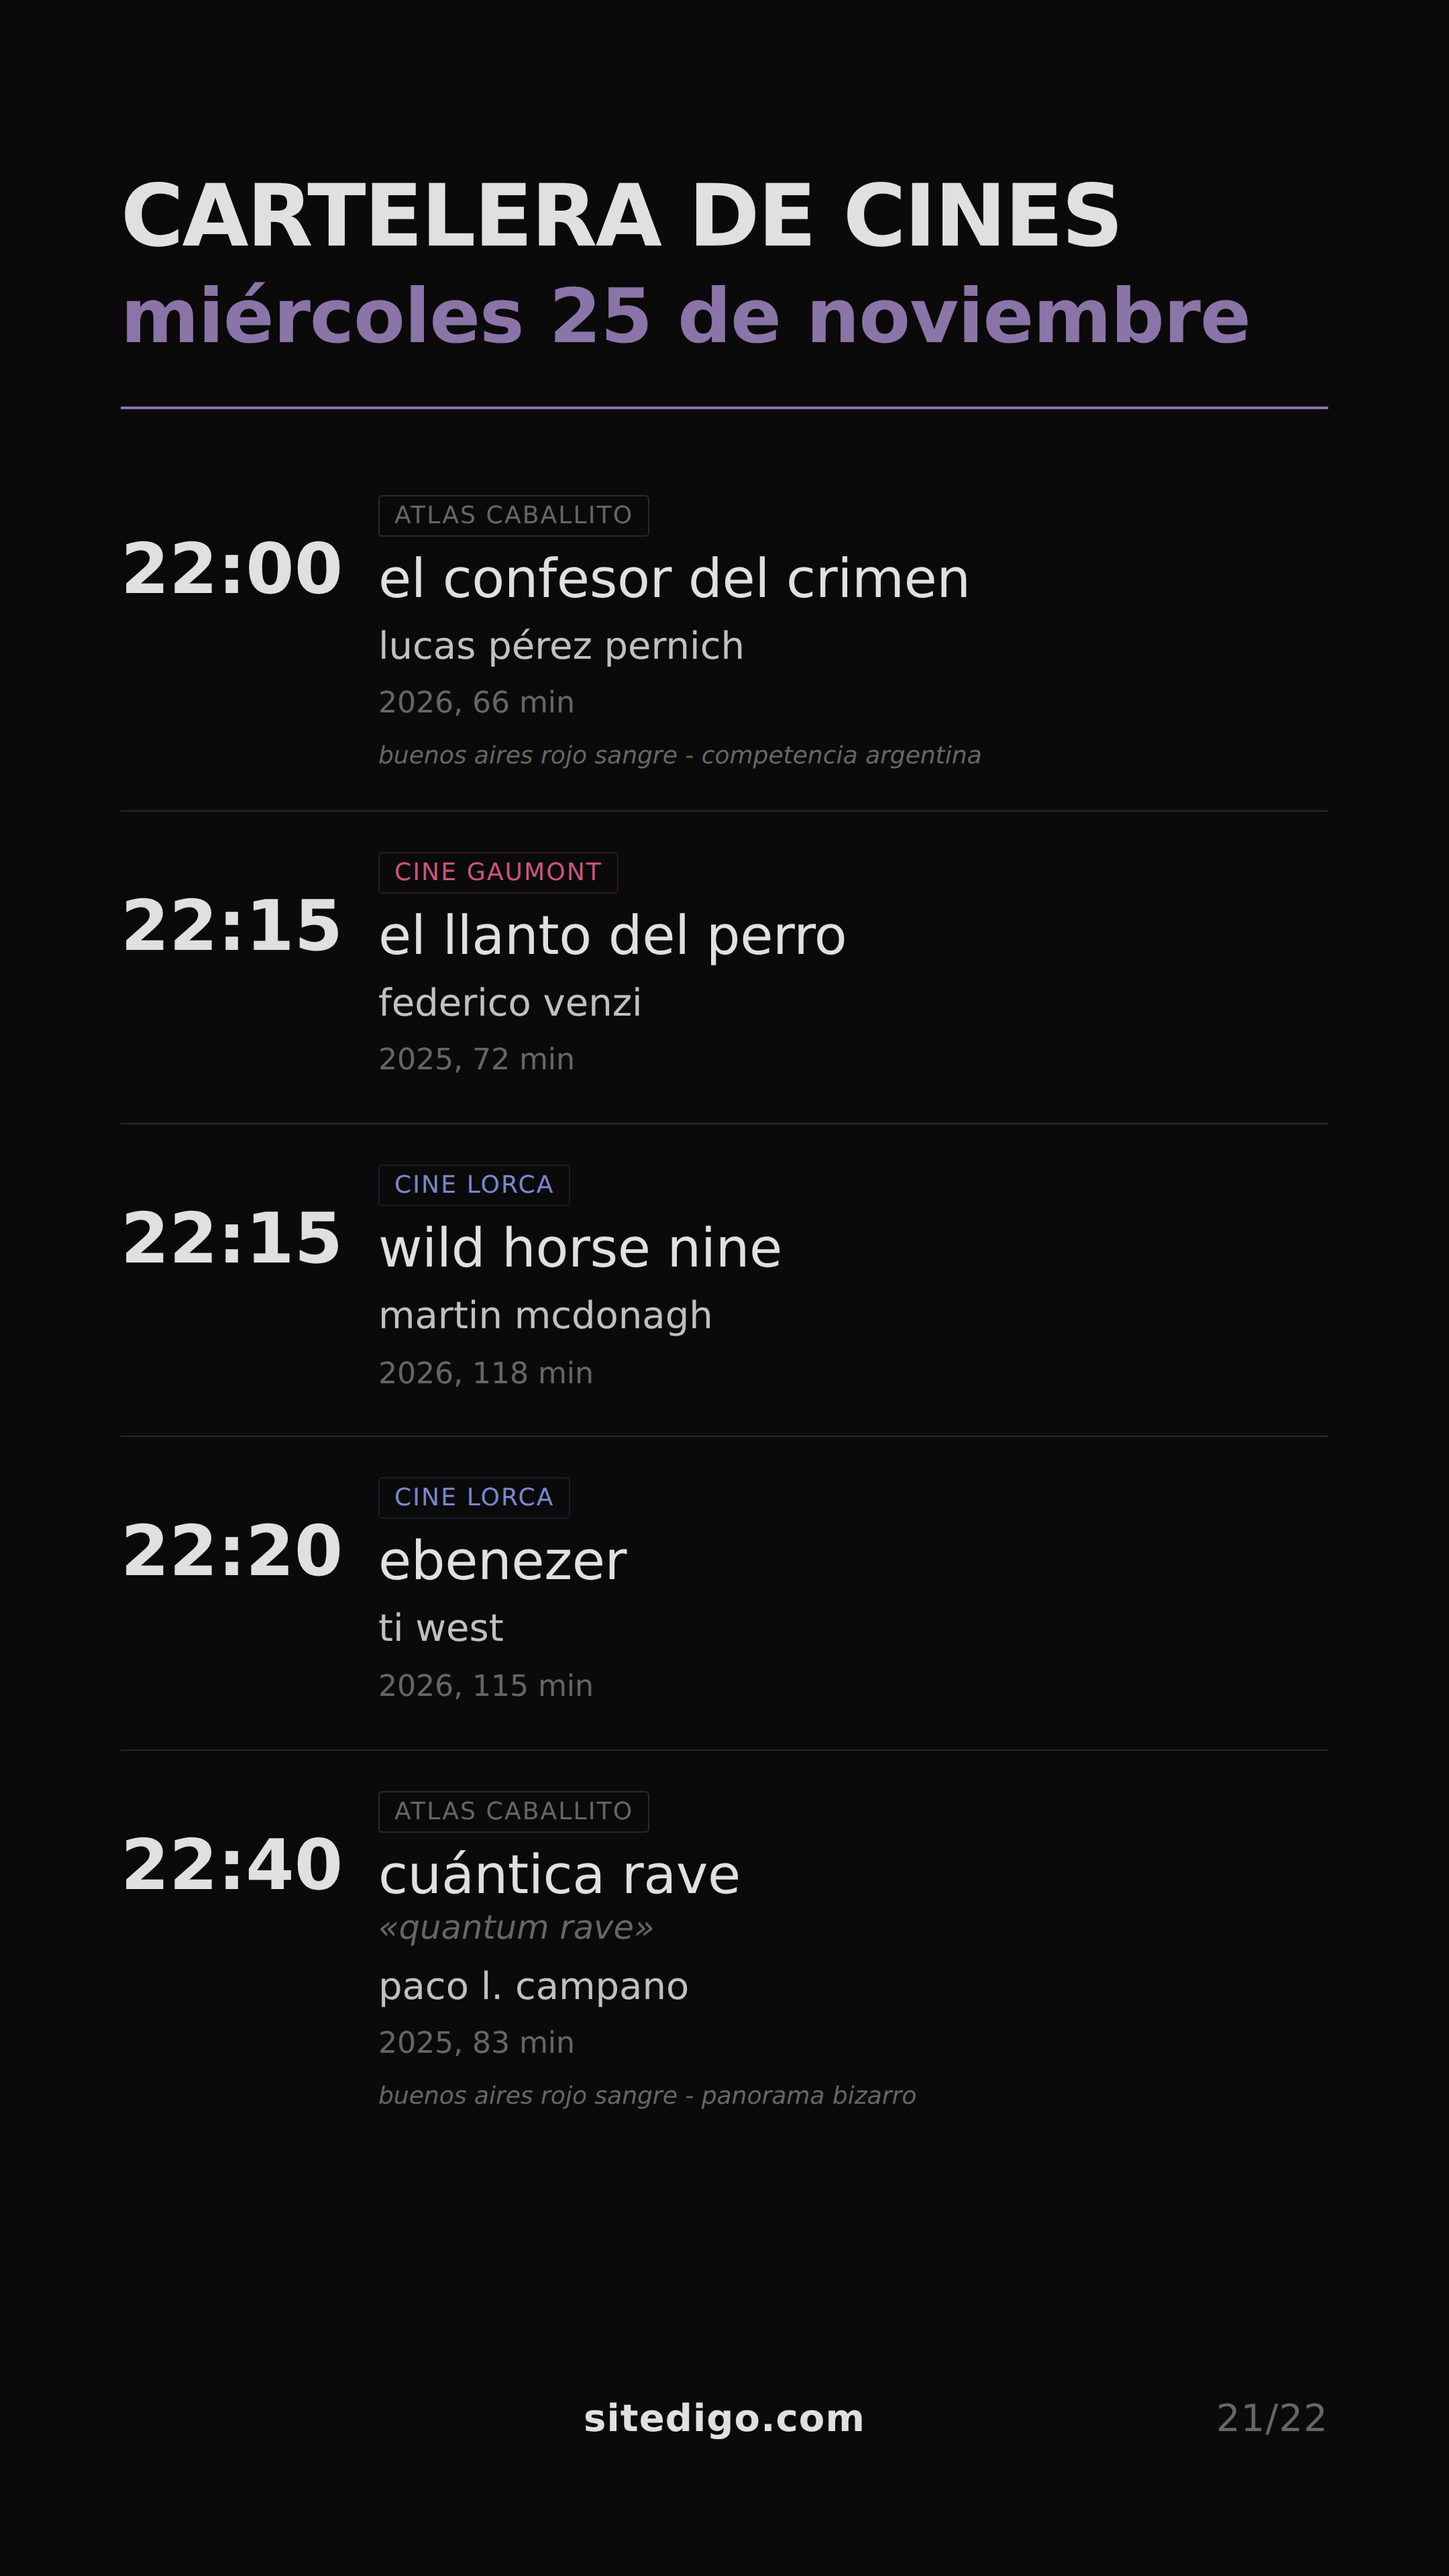 CARTELERA DE CINES
miércoles 25 de noviembre
ATLAS CABALLITO
22:00
el confesor del crimen
lucas pérez pernich
2026, 66 min
buenos aires rojo sangre - competencia argentina
CINE GAUMONT
22:15
el llanto del perro
federico venzi
2025, 72 min
CINE LORCA
22:15
wild horse nine
martin mcdonagh
2026, 118 min
CINE LORCA
22:20
ebenezer
ti west
2026, 115 min
ATLAS CABALLITO
22:40
cuántica rave
«quantum rave»
paco l. campano
2025, 83 min
buenos aires rojo sangre - panorama bizarro
sitedigo.com
21/22